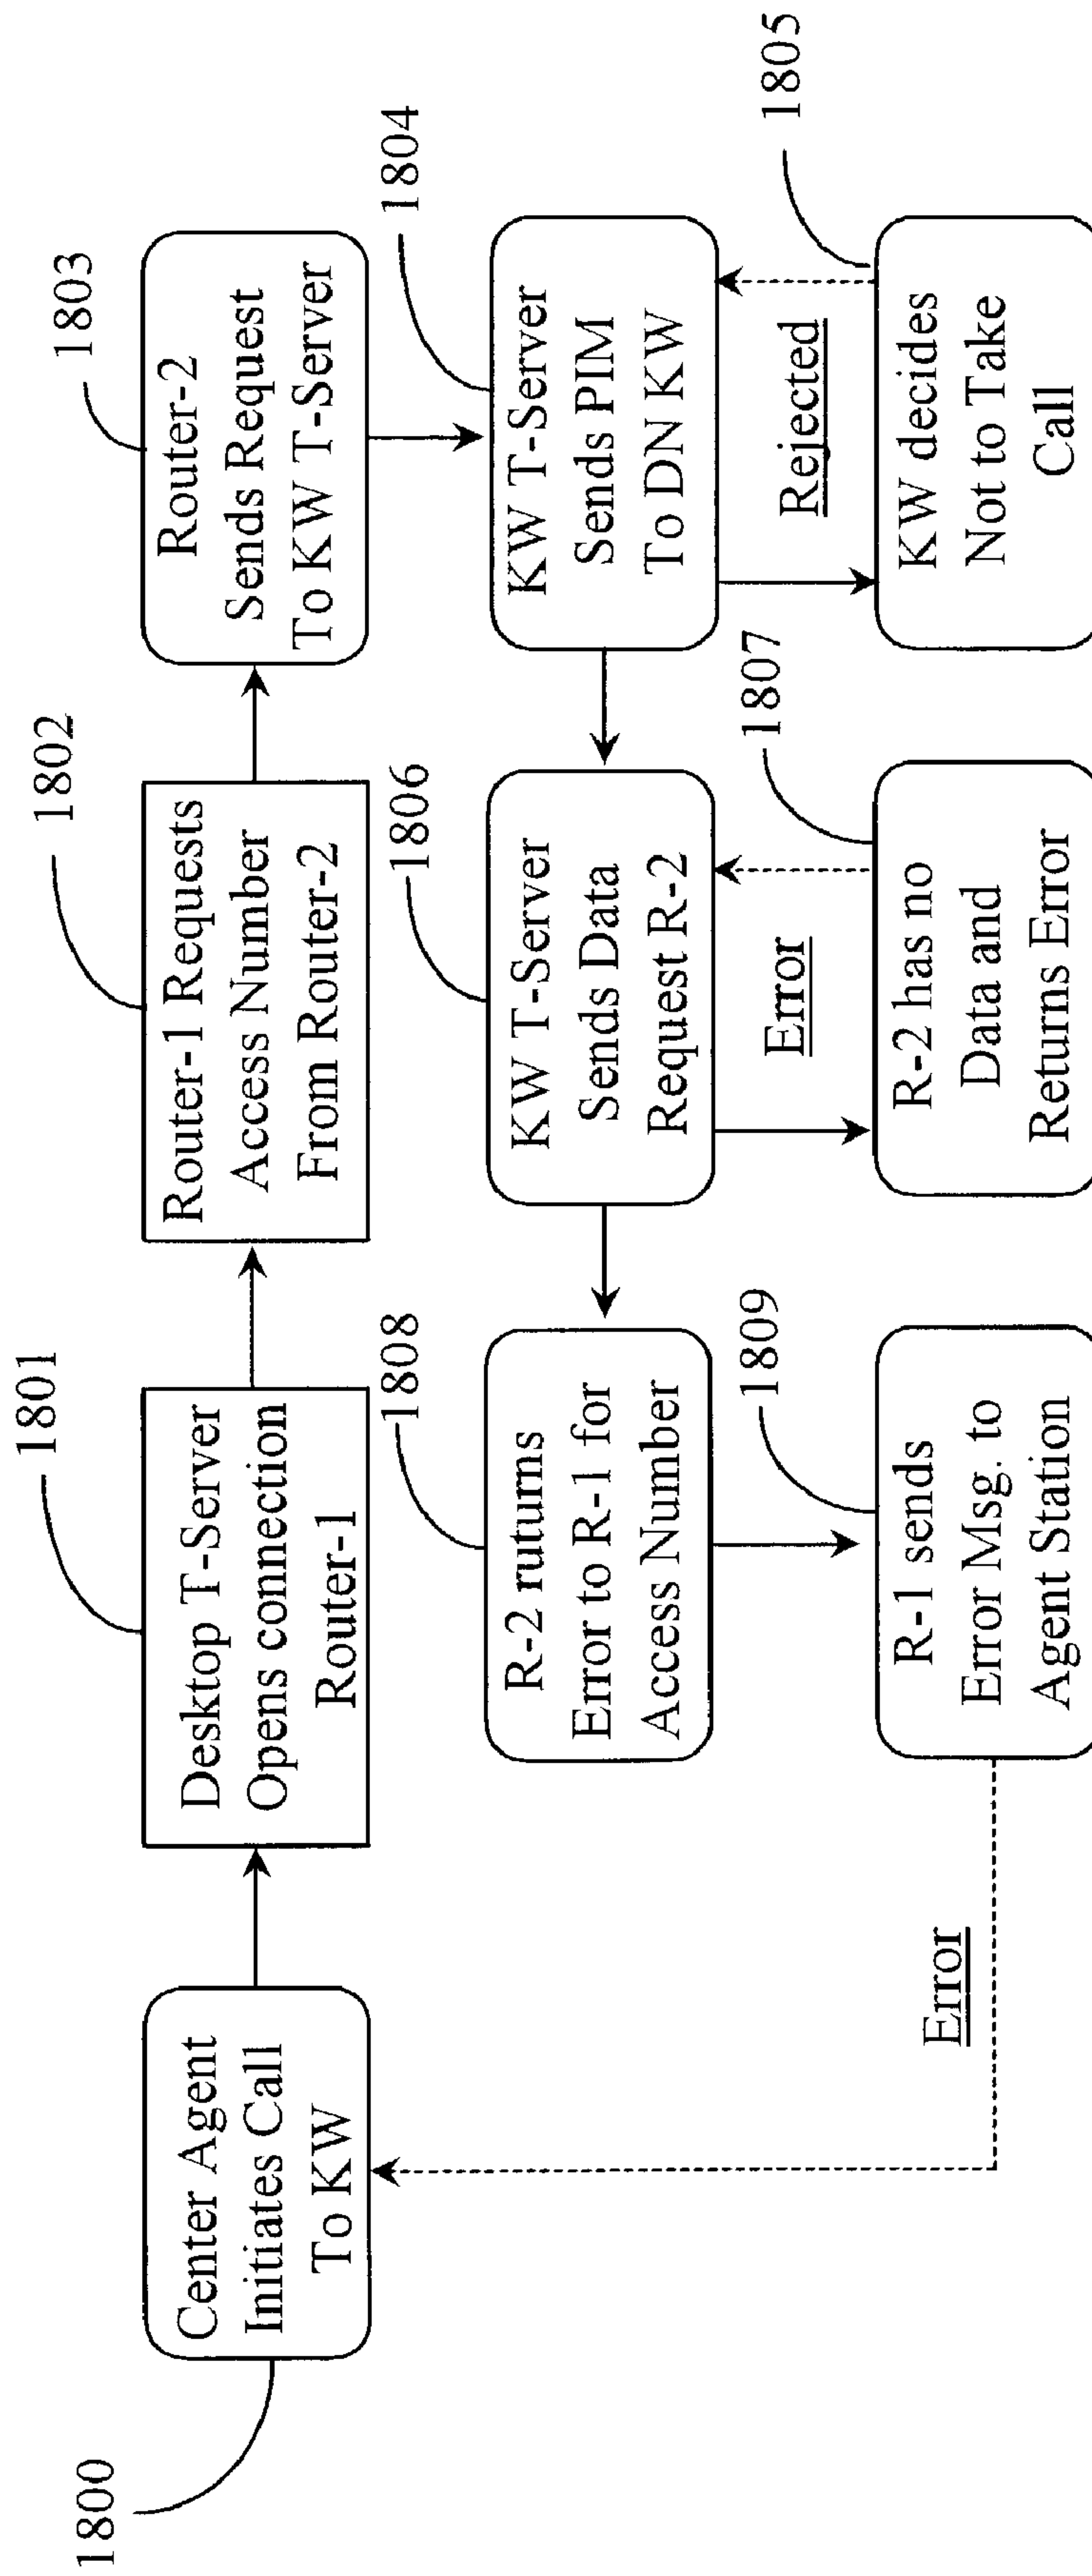 1800
Center Agent
Initiates Call
To KW
1801
Desktop T-Server
Opens connection
Router-1
1802
Router-1 Requests
Access Number
From Router-2
1803
Router-2
Sends Request
To KW T-Server
1804
KW T-Server
Sends PIM
To DN KW
Rejected
1805
KW decides
Not to Take
Call
1806
KW T-Server
Sends Data
Request R-2
Error
1807
R-2 has no
Data and
Returns Error
1808
R-2 ruturns
Error to R-1 for
Access Number
1809
R-1 sends
Error Msg. to
Agent Station
Error